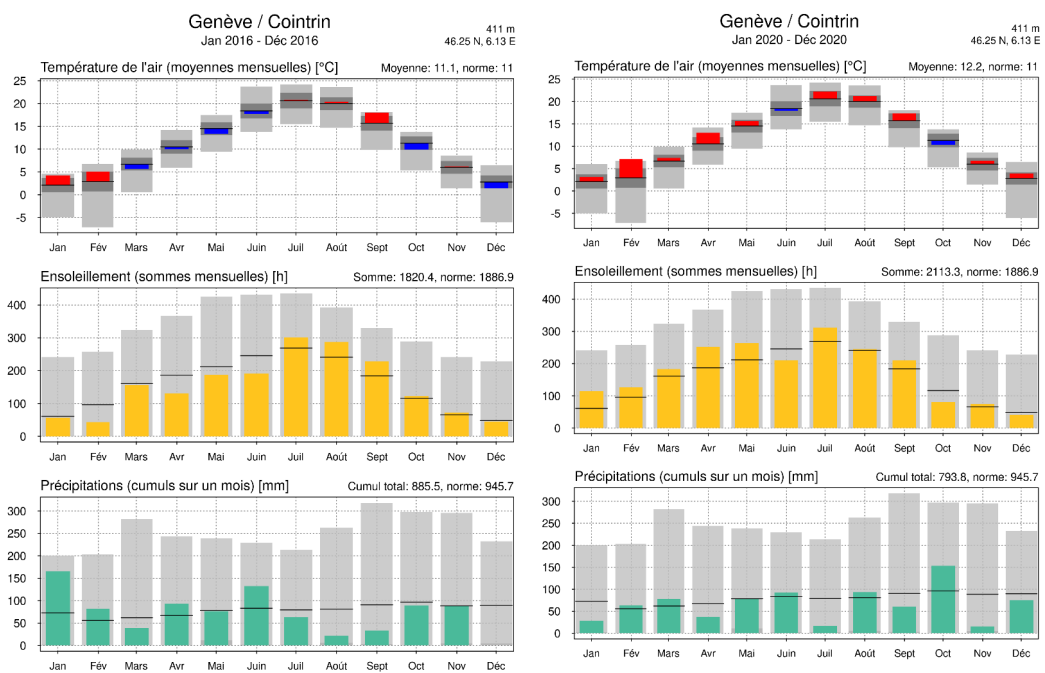 Genève / Cointrin
Jan 2016 - Déc 2016
411 m
46.25 N, 6.13 E
Température de l'air (moyennes mensuelles) [°C]
Moyenne: 11.1, norme: 11
25
20
15
10
5
0
-5
Jan Fév Mars Avr Mai Juin Juil Août Sept Oct Nov Déc
Ensoleillement (sommes mensuelles) [h]
Somme: 1820.4, norme: 1886.9
400
300
200
100
0
Jan Fév Mars Avr Mai Juin Juil Août Sept Oct Nov Déc
Précipitations (cumuls sur un mois) [mm]
Cumul total: 885.5, norme: 945.7
300
250
200
150
100
50
0
Jan Fév Mars Avr Mai Juin Juil Août Sept Oct Nov Déc
Genève / Cointrin
Jan 2020 - Déc 2020
411 m
46.25 N, 6.13 E
Température de l'air (moyennes mensuelles) [°C]
Moyenne: 12.2, norme: 11
25
20
15
10
5
0
-5
Jan Fév Mars Avr Mai Juin Juil Août Sept Oct Nov Déc
Ensoleillement (sommes mensuelles) [h]
Somme: 2113.3, norme: 1886.9
400
300
200
100
0
Jan Fév Mars Avr Mai Juin Juil Août Sept Oct Nov Déc
Précipitations (cumuls sur un mois) [mm]
Cumul total: 793.8, norme: 945.7
300
250
200
150
100
50
0
Jan Fév Mars Avr Mai Juin Juil Août Sept Oct Nov Déc